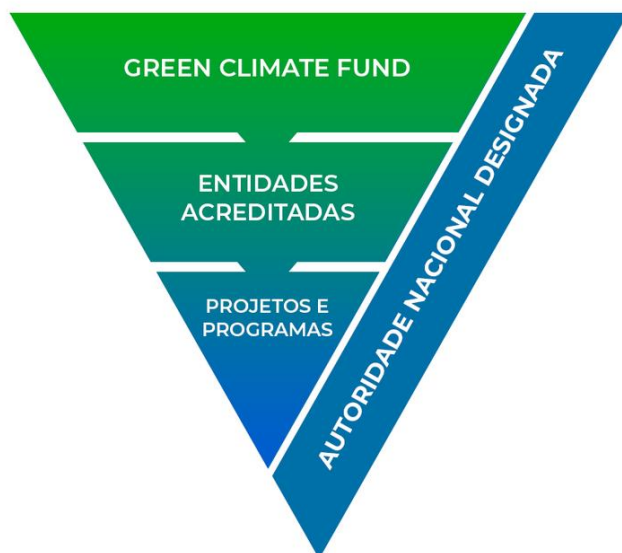 GREEN CLIMATE FUND
ENTIDADES
ACREDITADAS
PROJETOS E
PROGRAMAS
AUTORIDADE NACIONAL DESIGNADA